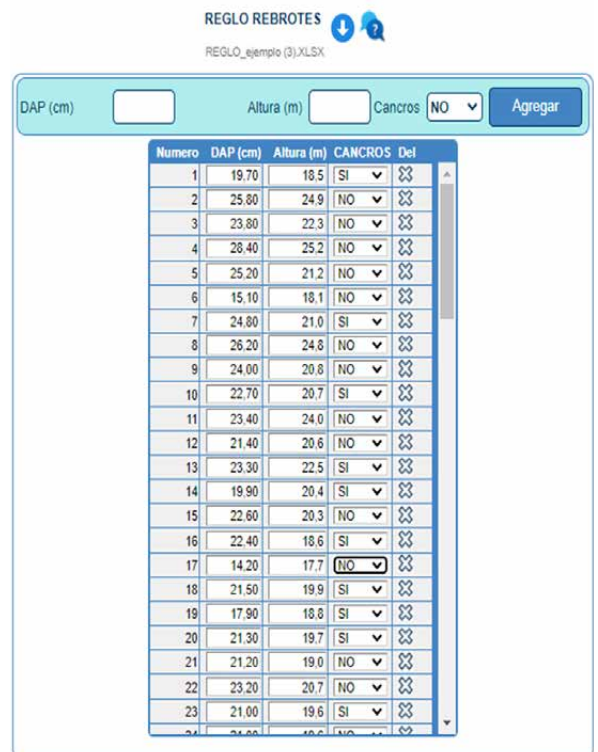 REGLO REBROTES
REGLO_ejemplo (3).XLSX
DAP (cm) Altura (m) Cancros NO Agregar
Numero DAP (cm) Altura (m) CANCROS Del
1 19,70 18,5 SI
2 25,80 24,9 NO
3 23,80 22,3 NO
4 28,40 25,2 NO
5 25,20 21,2 NO
6 15,10 18,1 NO
7 24,80 21,0 SI
8 26,20 24,8 NO
9 24,00 20,8 NO
10 22,70 20,7 SI
11 23,40 24,0 NO
12 21,40 20,6 NO
13 23,30 22,5 SI
14 19,90 20,4 SI
15 22,60 20,3 NO
16 22,40 18,6 SI
17 14,20 17,7 NO
18 21,50 19,9 SI
19 17,90 18,8 SI
20 21,30 19,7 SI
21 21,20 19,0 NO
22 23,20 20,7 NO
23 21,00 19,6 SI